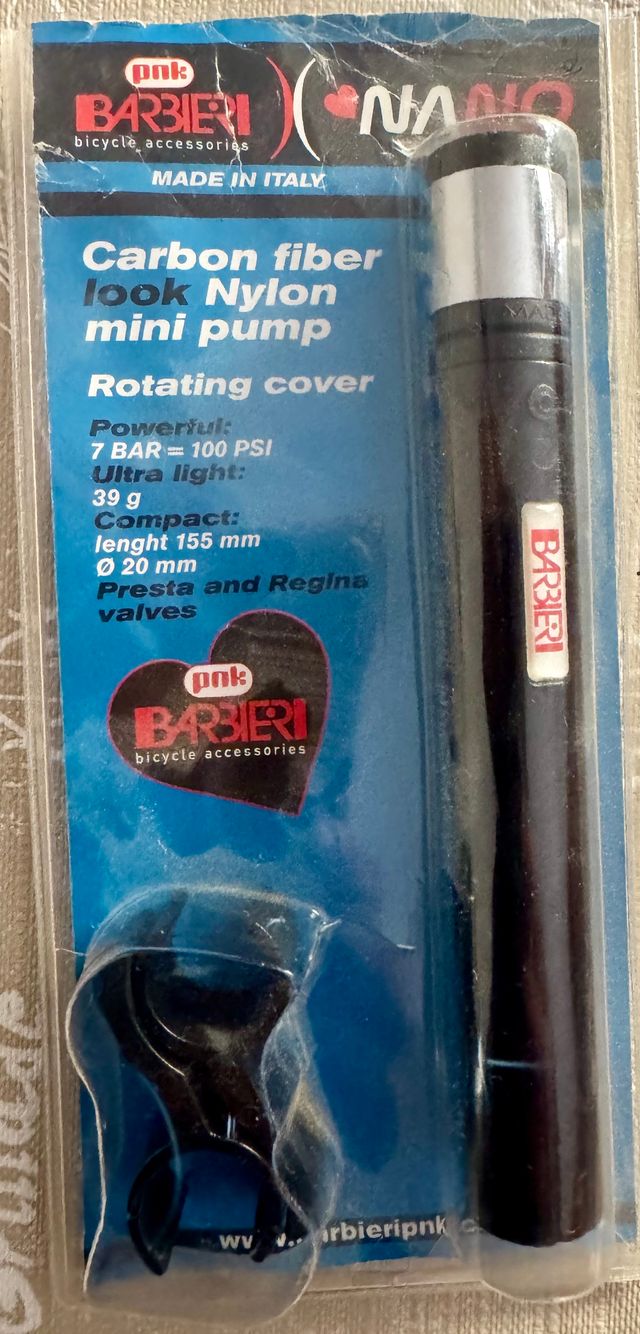 pnk
BARBIERI
bicycle accessories
NANO
MADE IN ITALY
Carbon fiber
look Nylon
mini pump
Rotating cover
Powerful:
7 BAR = 100 PSI
Ultra light:
39 g
Compact:
lenght 155 mm
Ø 20 mm
Presta and Regina
valves
pnk
BARBIERI
bicycle accessories
BARBIERI